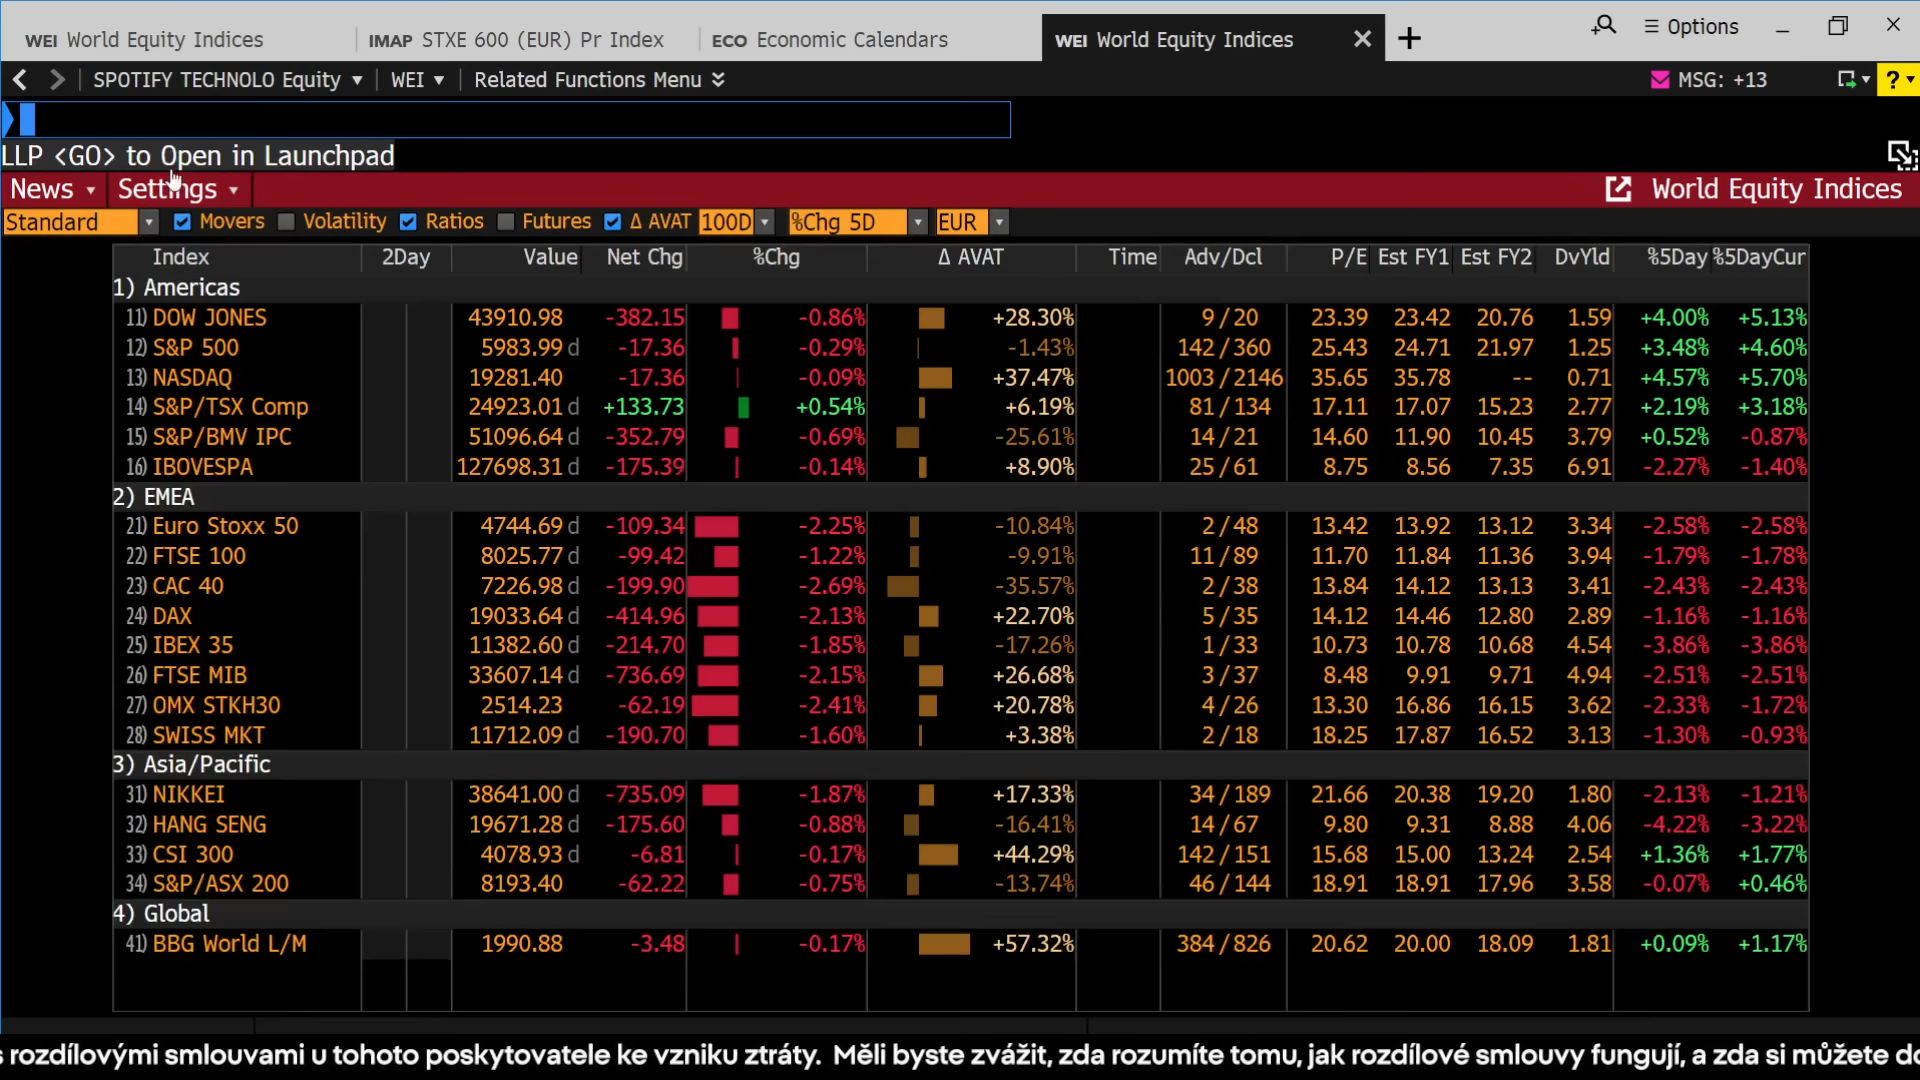 WEI World Equity Indices IMAP STXE 600 (EUR) Pr Index ECO Economic Calendars WEI World Equity Indices Options
SPOTIFY TECHNOLO Equity WEI Related Functions Menu MSG: +13 ?
LLP <GO> to Open in Launchpad
News Settings World Equity Indices
Standard Movers Volatility Ratios Futures Δ AVAT 100D %Chg 5D EUR
Index 2Day Value Net Chg %Chg Δ AVAT Time Adv/Dcl P/E Est FY1 Est FY2 DvYld %5Day %5DayCur
1) Americas
11) DOW JONES 43910.98 -382.15 -0.86% +28.30% 9 / 20 23.39 23.42 20.76 1.59 +4.00% +5.13%
12) S&P 500 5983.99 d -17.36 -0.29% -1.43% 142 / 360 25.43 24.71 21.97 1.25 +3.48% +4.60%
13) NASDAQ 19281.40 -17.36 -0.09% +37.47% 1003 / 2146 35.65 35.78 -- 0.71 +4.57% +5.70%
14) S&P/TSX Comp 24923.01 d +133.73 +0.54% +6.19% 81 / 134 17.11 17.07 15.23 2.77 +2.19% +3.18%
15) S&P/BMV IPC 51096.64 d -352.79 -0.69% -25.61% 14 / 21 14.60 11.90 10.45 3.79 +0.52% -0.87%
16) IBOVESPA 127698.31 d -175.39 -0.14% +8.90% 25 / 61 8.75 8.56 7.35 6.91 -2.27% -1.40%
2) EMEA
21) Euro Stoxx 50 4744.69 d -109.34 -2.25% -10.84% 2 / 48 13.42 13.92 13.12 3.34 -2.58% -2.58%
22) FTSE 100 8025.77 d -99.42 -1.22% -9.91% 11 / 89 11.70 11.84 11.36 3.94 -1.79% -1.78%
23) CAC 40 7226.98 d -199.90 -2.69% -35.57% 2 / 38 13.84 14.12 13.13 3.41 -2.43% -2.43%
24) DAX 19033.64 d -414.96 -2.13% +22.70% 5 / 35 14.12 14.46 12.80 2.89 -1.16% -1.16%
25) IBEX 35 11382.60 d -214.70 -1.85% -17.26% 1 / 33 10.73 10.78 10.68 4.54 -3.86% -3.86%
26) FTSE MIB 33607.14 d -736.69 -2.15% +26.68% 3 / 37 8.48 9.91 9.71 4.94 -2.51% -2.51%
27) OMX STKH30 2514.23 -62.19 -2.41% +20.78% 4 / 26 13.30 16.86 16.15 3.62 -2.33% -1.72%
28) SWISS MKT 11712.09 d -190.70 -1.60% +3.38% 2 / 18 18.25 17.87 16.52 3.13 -1.30% -0.93%
3) Asia/Pacific
31) NIKKEI 38641.00 d -735.09 -1.87% +17.33% 34 / 189 21.66 20.38 19.20 1.80 -2.13% -1.21%
32) HANG SENG 19671.28 d -175.60 -0.88% -16.41% 14 / 67 9.80 9.31 8.88 4.06 -4.22% -3.22%
33) CSI 300 4078.93 d -6.81 -0.17% +44.29% 142 / 151 15.68 15.00 13.24 2.54 +1.36% +1.77%
34) S&P/ASX 200 8193.40 -62.22 -0.75% -13.74% 46 / 144 18.91 18.91 17.96 3.58 -0.07% +0.46%
4) Global
41) BBG World L/M 1990.88 -3.48 -0.17% +57.32% 384 / 826 20.62 20.00 18.09 1.81 +0.09% +1.17%
s rozdílovými smlouvami u tohoto poskytovatele ke vzniku ztráty. Měli byste zvážit, zda rozumíte tomu, jak rozdílové smlouvy fungují, a zda si můžete do